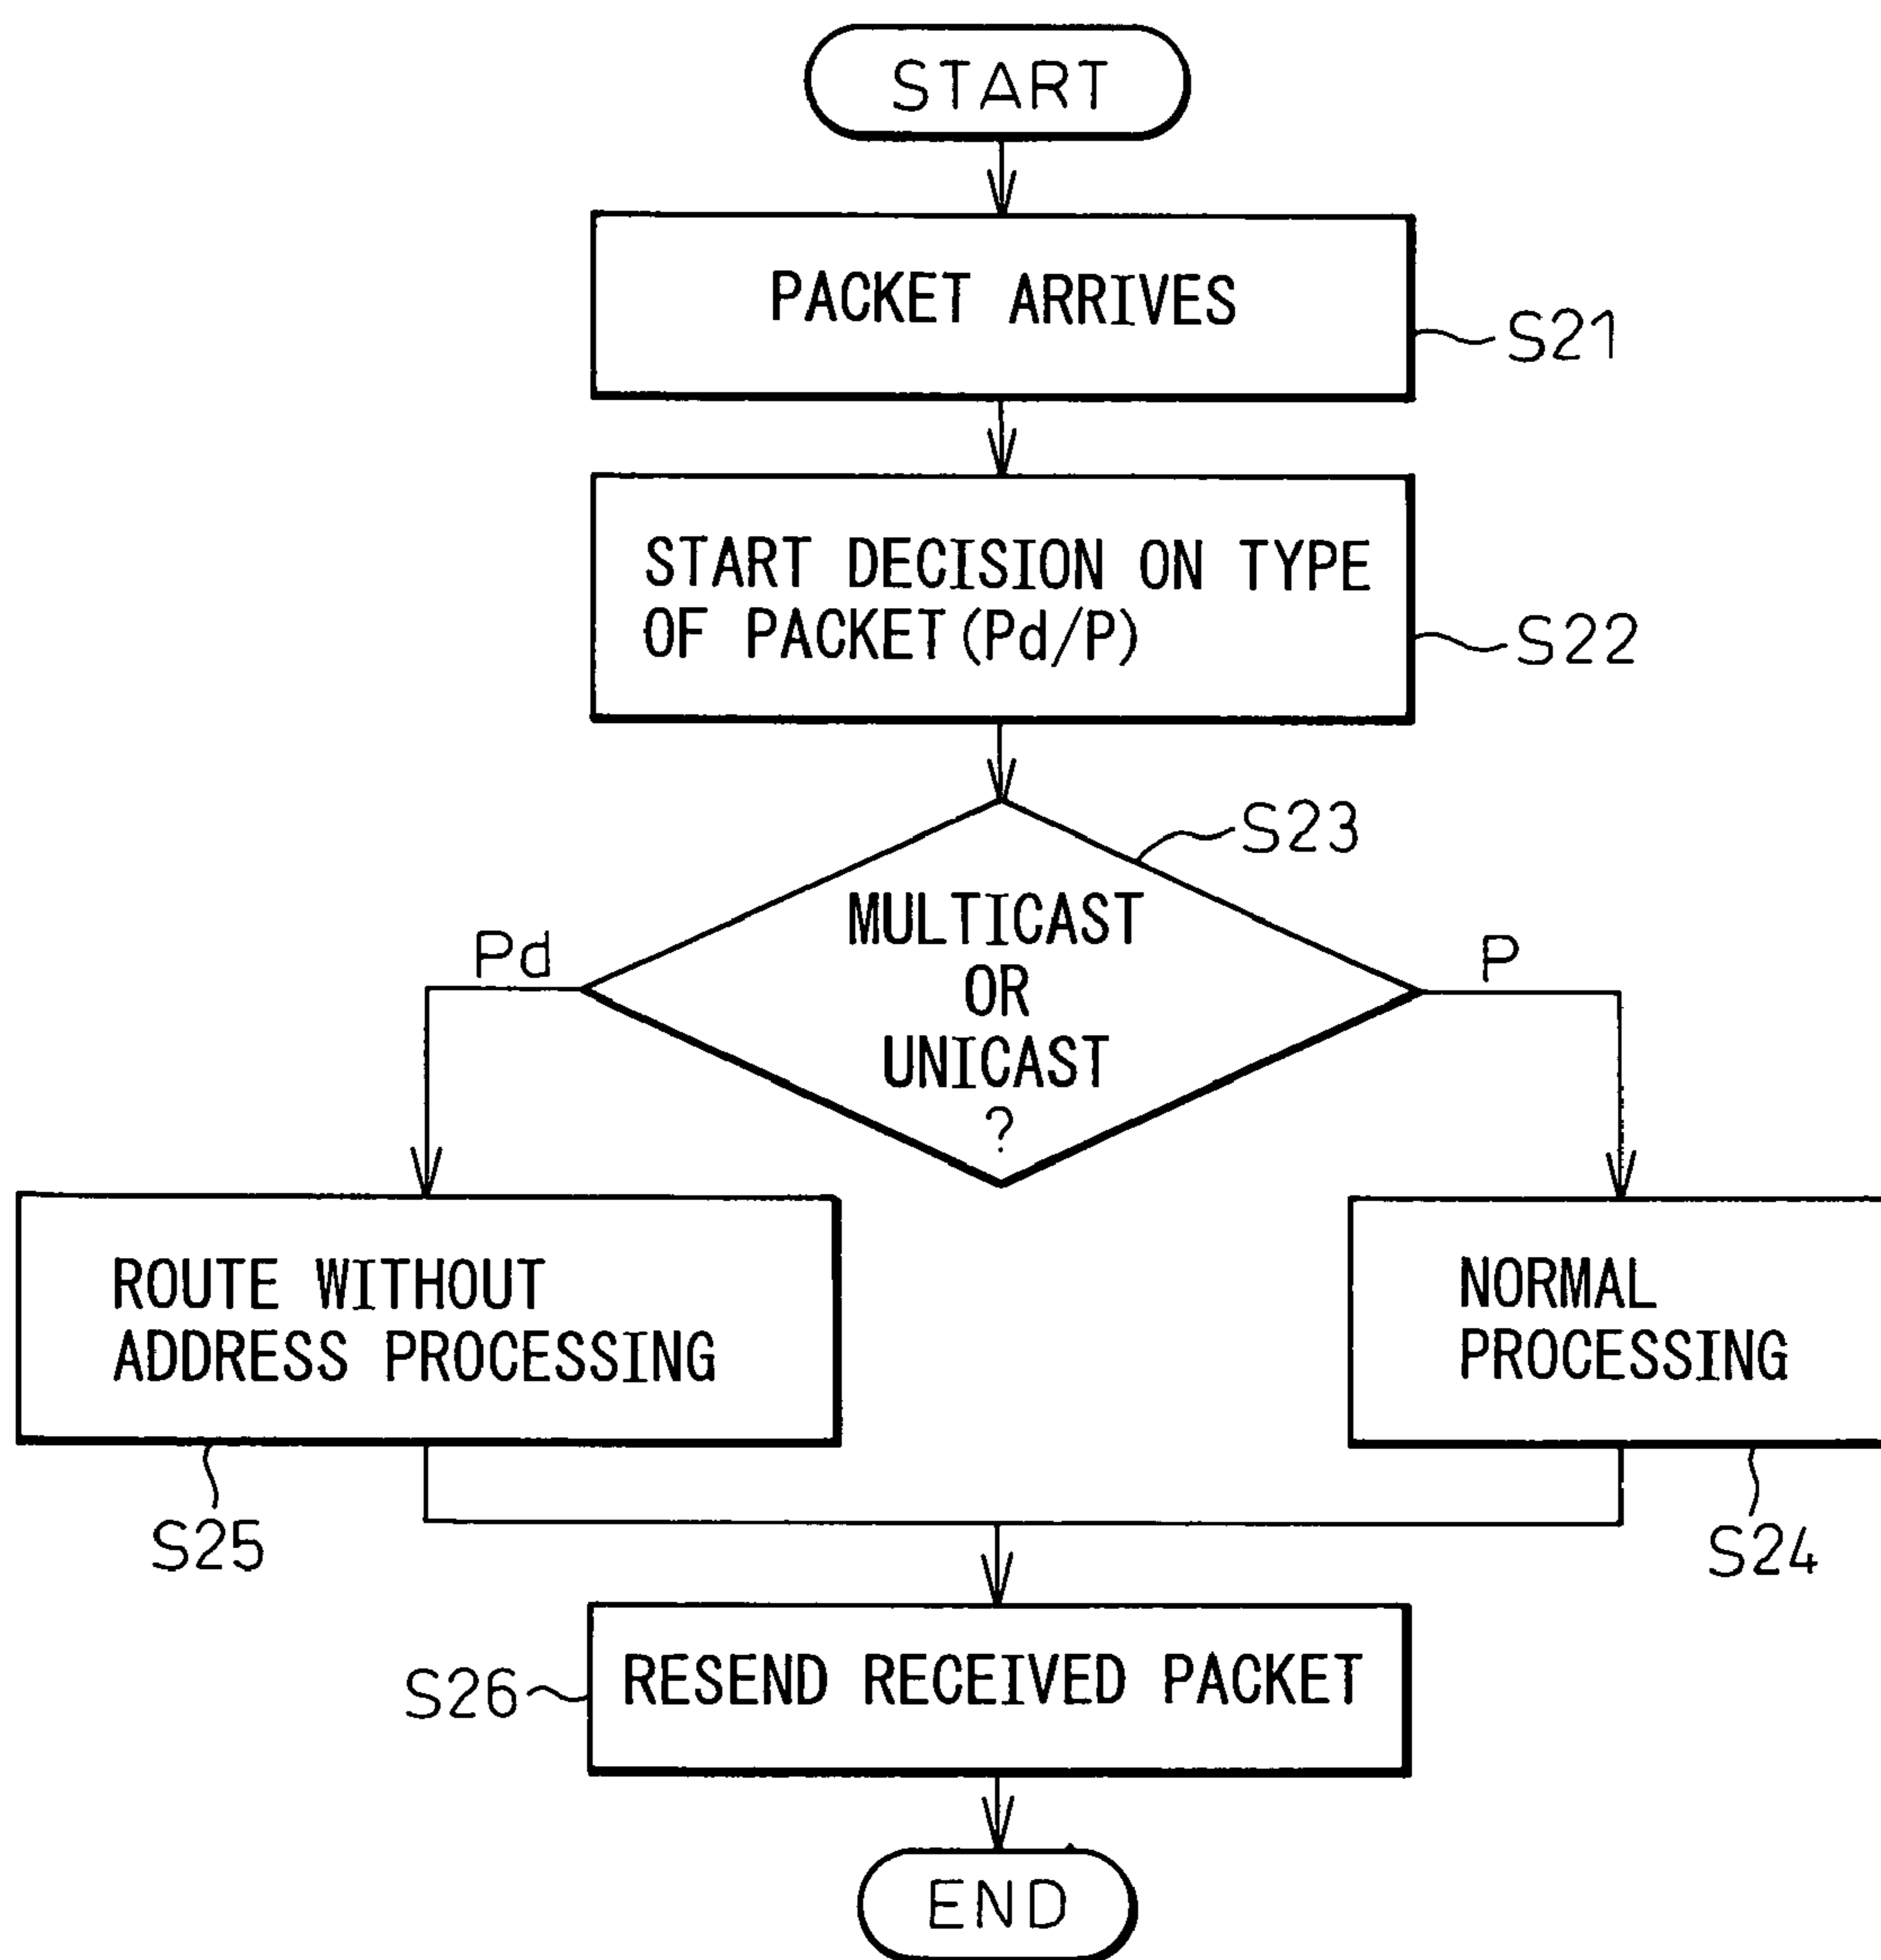 START
PACKET ARRIVES
S21
START DECISION ON TYPE
OF PACKET(Pd/P)
S22
S23
MULTICAST
OR
UNICAST
?
Pd
P
ROUTE WITHOUT
ADDRESS PROCESSING
NORMAL
PROCESSING
S25
S24
S26
RESEND RECEIVED PACKET
END